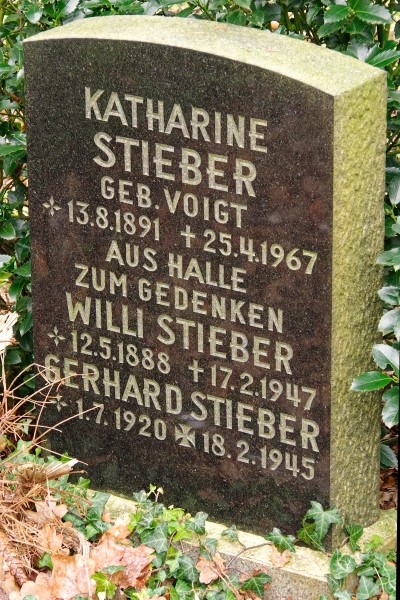 KATHARINE
STIEBER
GEB. VOIGT
* 13.8.1891 ✝ 25.4.1967
AUS HALLE
ZUM GEDENKEN
WILLI STIEBER
* 12.5.1888 ✝ 17.2.1947
GERHARD STIEBER
* 1.7.1920 ✠ 18.2.1945